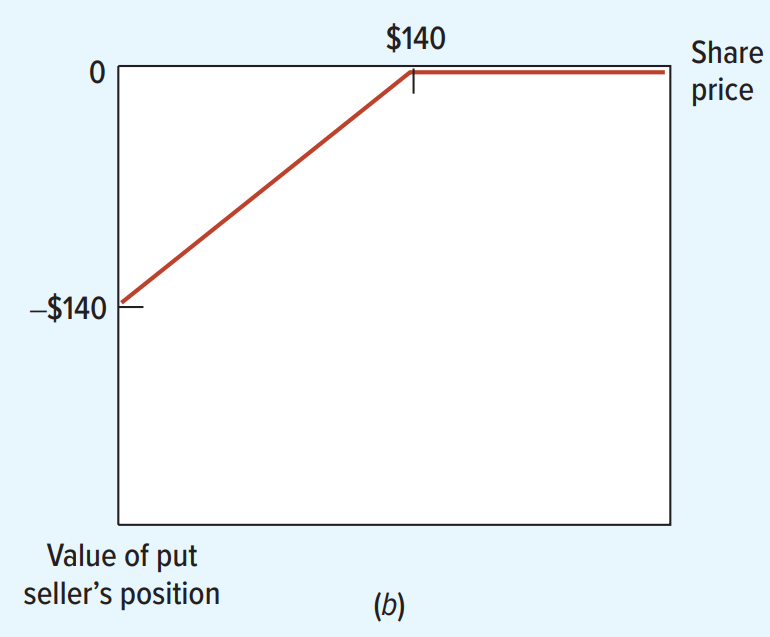 $140
0
Share
price
–$140
Value of put
seller’s position
(b)